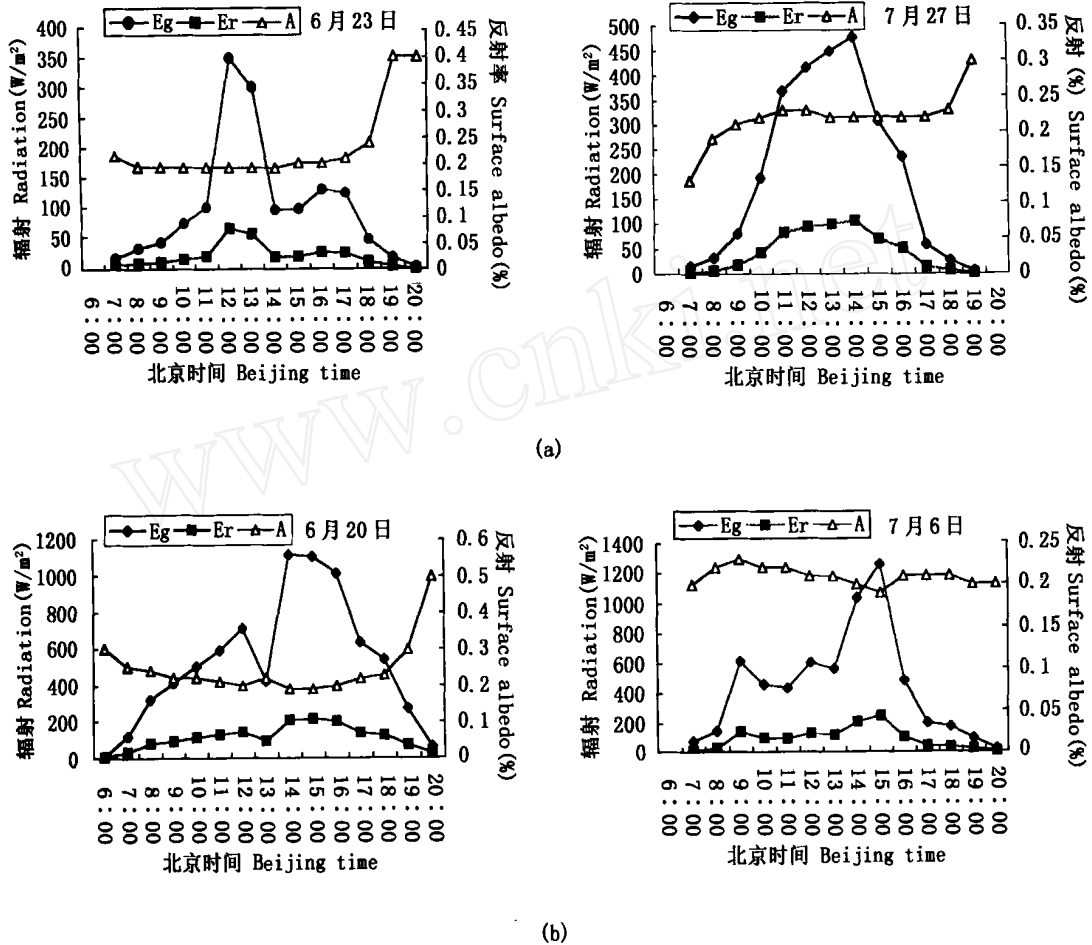 Eg Er A 6月23日
辐射 Radiation(W/m²)
400
350
300
250
200
150
100
50
0
0.45
0.4
0.35
0.3
0.25
0.2
0.15
0.1
0.05
0
反射率 Surface albedo(%)
6:00 7:00 8:00 9:00 10:00 11:00 12:00 13:00 14:00 15:00 16:00 17:00 18:00 19:00 20:00
北京时间 Beijing time
Eg Er A 7月27日
辐射 Radiation(W/m²)
500
450
400
350
300
250
200
150
100
50
0
0.35
0.3
0.25
0.2
0.15
0.1
0.05
0
反射(%) Surface albedo(%)
6:00 7:00 8:00 9:00 10:00 11:00 12:00 13:00 14:00 15:00 16:00 17:00 18:00 19:00 20:00
北京时间 Beijing time
www.cnki.net
(a)
Eg Er A 6月20日
辐射 Radiation(W/m²)
1200
1000
800
600
400
200
0
0.6
0.5
0.4
0.3
0.2
0.1
0
反射 Surface albedo(%)
6:00 7:00 8:00 9:00 10:00 11:00 12:00 13:00 14:00 15:00 16:00 17:00 18:00 19:00 20:00
北京时间 Beijing time
Eg Er A 7月6日
辐射 Radiation(W/m²)
1400
1200
1000
800
600
400
200
0
0.25
0.2
0.15
0.1
0.05
0
反射 Surface albedo(%)
6:00 7:00 8:00 9:00 10:00 11:00 12:00 13:00 14:00 15:00 16:00 17:00 18:00 19:00 20:00
北京时间 Beijing time
(b)